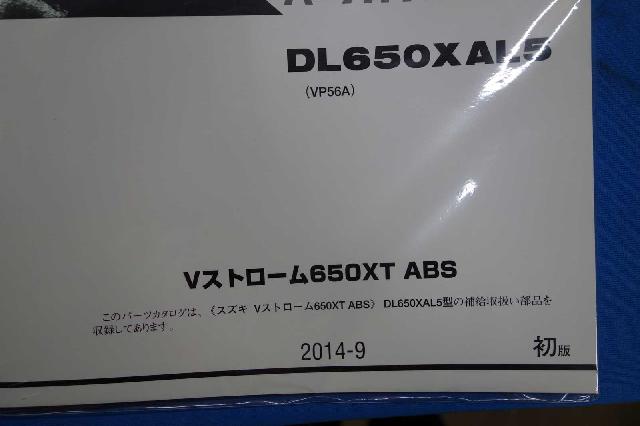 DL650XAL5
(VP56A)
Vストローム650XT ABS
このパーツカタログは、《スズキ Vストローム650XT ABS》 DL650XAL5型の補給取扱い部品を
収録してあります。
2014-9
初版